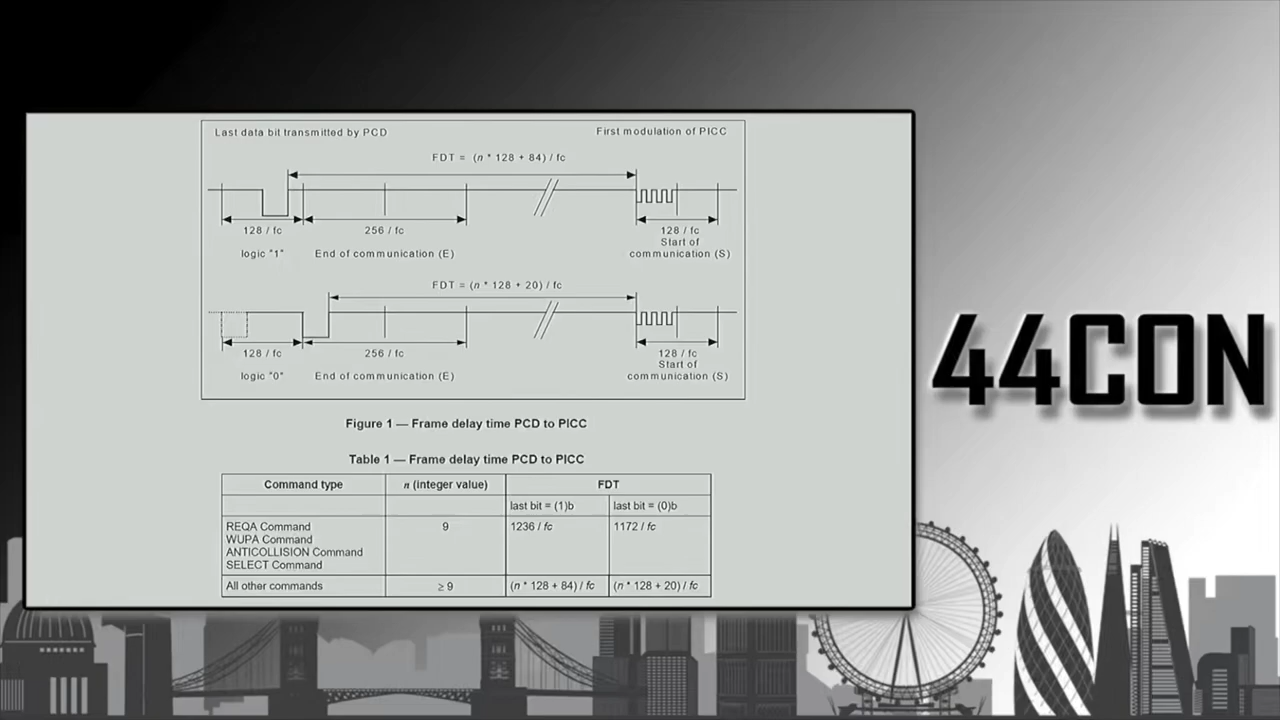 Last data bit transmitted by PCD
First modulation of PICC
FDT = (n * 128 + 84) / fc
128 / fc
256 / fc
128 / fc
Start of
logic "1"
End of communication (E)
communication (S)
FDT = (n * 128 + 20) / fc
128 / fc
256 / fc
128 / fc
Start of
logic "0"
End of communication (E)
communication (S)
Figure 1 — Frame delay time PCD to PICC
Table 1 — Frame delay time PCD to PICC
Command type
n (integer value)
FDT
last bit = (1)b
last bit = (0)b
REQA Command
WUPA Command
ANTICOLLISION Command
SELECT Command
9
1236 / fc
1172 / fc
All other commands
≥ 9
(n * 128 + 84) / fc
(n * 128 + 20) / fc
44CON